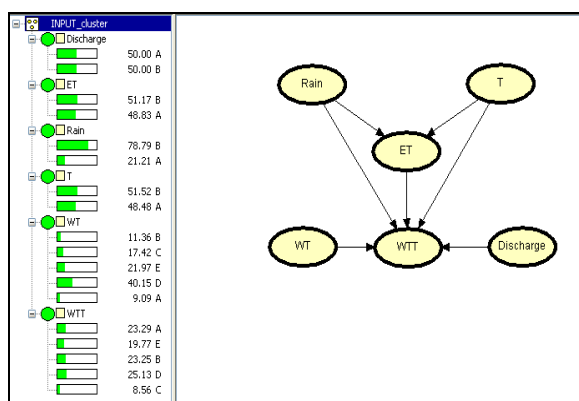 INPUT_cluster
Discharge
50.00 A
50.00 B
ET
51.17 B
48.83 A
Rain
78.79 B
21.21 A
T
51.52 B
48.48 A
WT
11.36 B
17.42 C
21.97 E
40.15 D
9.09 A
WTT
23.29 A
19.77 E
23.25 B
25.13 D
8.56 C
Rain
T
ET
WT
WTT
Discharge